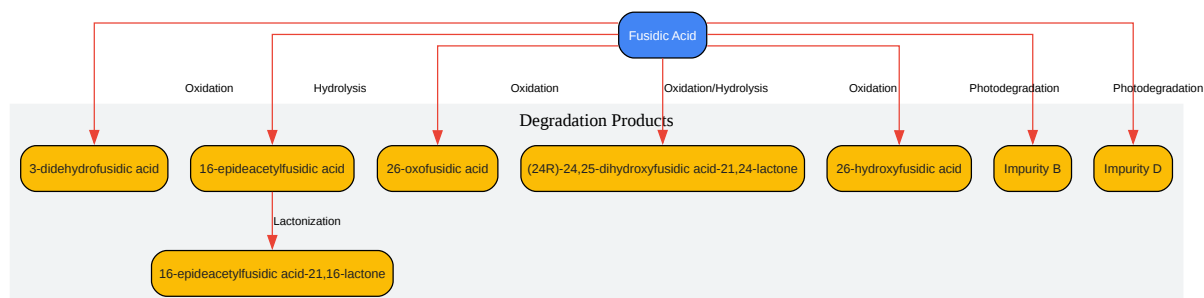 Fusidic Acid
Oxidation
Hydrolysis
Oxidation
Oxidation/Hydrolysis
Oxidation
Photodegradation
Photodegradation
Degradation Products
3-didehydrofusidic acid
16-epideacetylfusidic acid
26-oxofusidic acid
(24R)-24,25-dihydroxyfusidic acid-21,24-lactone
26-hydroxyfusidic acid
Impurity B
Impurity D
Lactonization
16-epideacetylfusidic acid-21,16-lactone